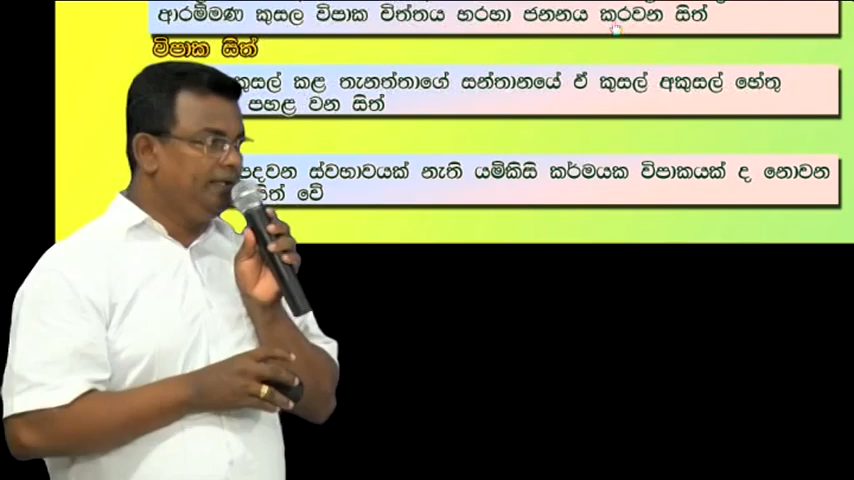 ආරම්මණ කුසල විපාක චිත්තය හරහා ජනනය කරවන සිත්
විපාක සිත්
කුසල් කළ තැනත්තාගේ සන්තානයේ ඒ කුසල් අකුසල් හේතු
පහළ වන සිත්
පදවන ස්වභාවයක් නැති යම්කිසි කර්මයක විපාකයක් ද නොවන
සිත් වේ